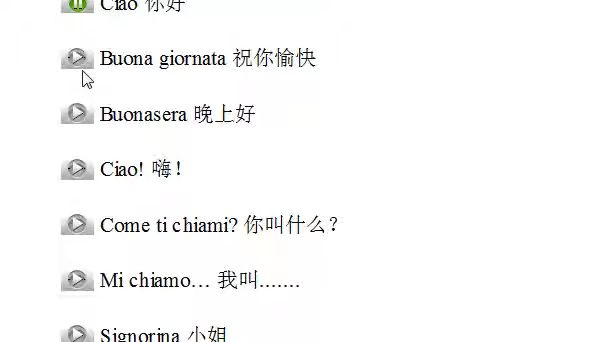 Ciao 你好
Buona giornata 祝你愉快
Buonasera 晚上好
Ciao! 嗨!
Come ti chiami? 你叫什么?
Mi chiamo… 我叫.......
Signorina 小姐